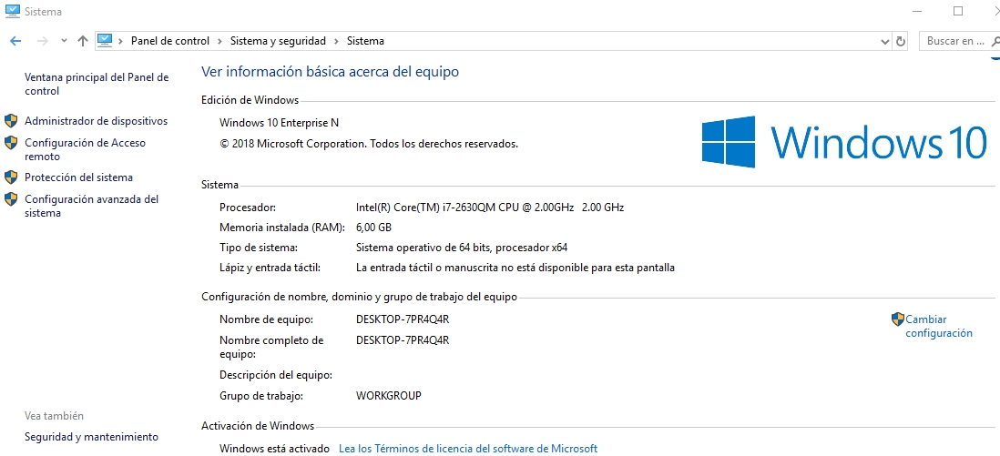 Sistema
Panel de control > Sistema y seguridad > Sistema
Buscar en ...
Ventana principal del Panel de
control
Administrador de dispositivos
Configuración de Acceso
remoto
Protección del sistema
Configuración avanzada del
sistema
Ver información básica acerca del equipo
Edición de Windows
Windows 10 Enterprise N
© 2018 Microsoft Corporation. Todos los derechos reservados.
Windows 10
Sistema
Procesador: Intel(R) Core(TM) i7-2630QM CPU @ 2.00GHz 2.00 GHz
Memoria instalada (RAM): 6,00 GB
Tipo de sistema: Sistema operativo de 64 bits, procesador x64
Lápiz y entrada táctil: La entrada táctil o manuscrita no está disponible para esta pantalla
Configuración de nombre, dominio y grupo de trabajo del equipo
Nombre de equipo: DESKTOP-7PR4Q4R
Cambiar
configuración
Nombre completo de
equipo: DESKTOP-7PR4Q4R
Descripción del equipo:
Grupo de trabajo: WORKGROUP
Vea también
Seguridad y mantenimiento
Activación de Windows
Windows está activado Lea los Términos de licencia del software de Microsoft